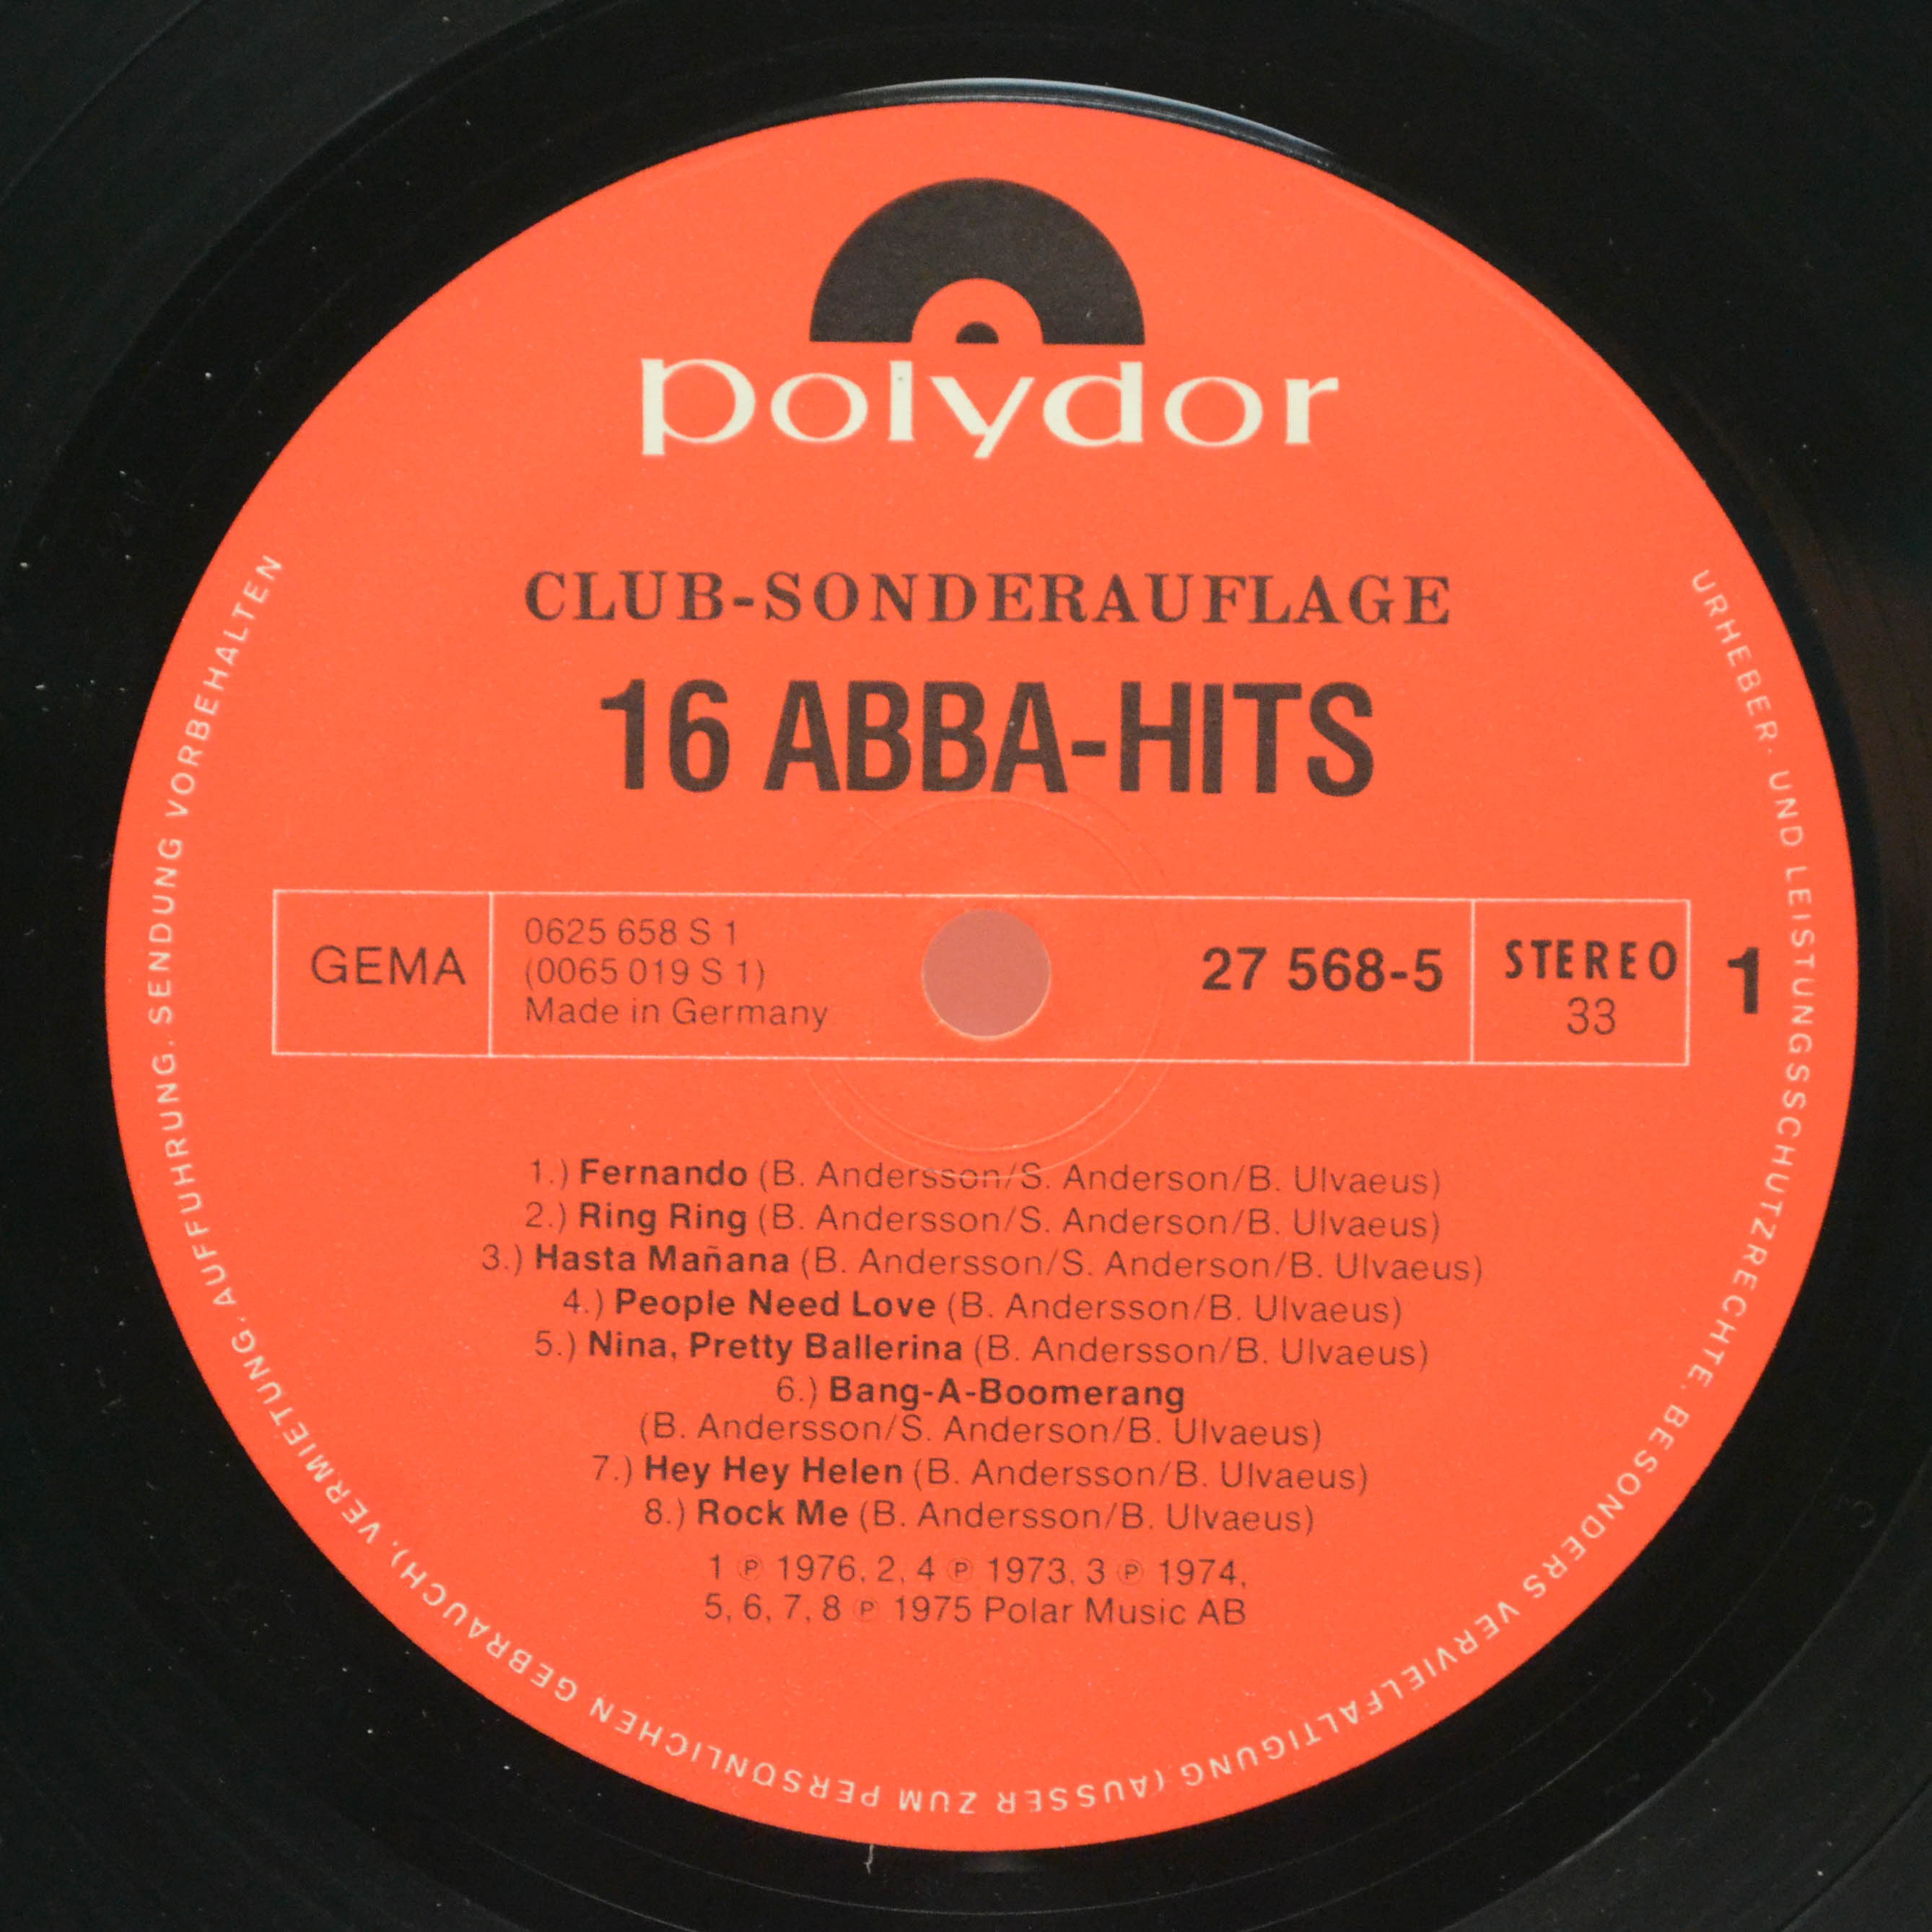 polydor
CLUB-SONDERAUFLAGE
16 ABBA-HITS
GEMA
0625 658 S 1
(0065 019 S 1)
Made in Germany
27 568-5
STEREO
33
1
1.) Fernando (B. Andersson/S. Anderson/B. Ulvaeus)
2.) Ring Ring (B. Andersson/S. Anderson/B. Ulvaeus)
3.) Hasta Mañana (B. Andersson/S. Anderson/B. Ulvaeus)
4.) People Need Love (B. Andersson/B. Ulvaeus)
5.) Nina, Pretty Ballerina (B. Andersson/B. Ulvaeus)
6.) Bang-A-Boomerang
(B. Andersson/S. Anderson/B. Ulvaeus)
7.) Hey Hey Helen (B. Andersson/B. Ulvaeus)
8.) Rock Me (B. Andersson/B. Ulvaeus)
1 ℗ 1976, 2, 4 ℗ 1973, 3 ℗ 1974,
5, 6, 7, 8 ℗ 1975 Polar Music AB
URHEBER- UND LEISTUNGSSCHUTZRECHTE, BESONDERS VERVIELFÄLTIGUNG (AUSSER ZUM PERSÖNLICHEN GEBRAUCH), VERMIETUNG, AUFFÜHRUNG, SENDUNG VORBEHALTEN